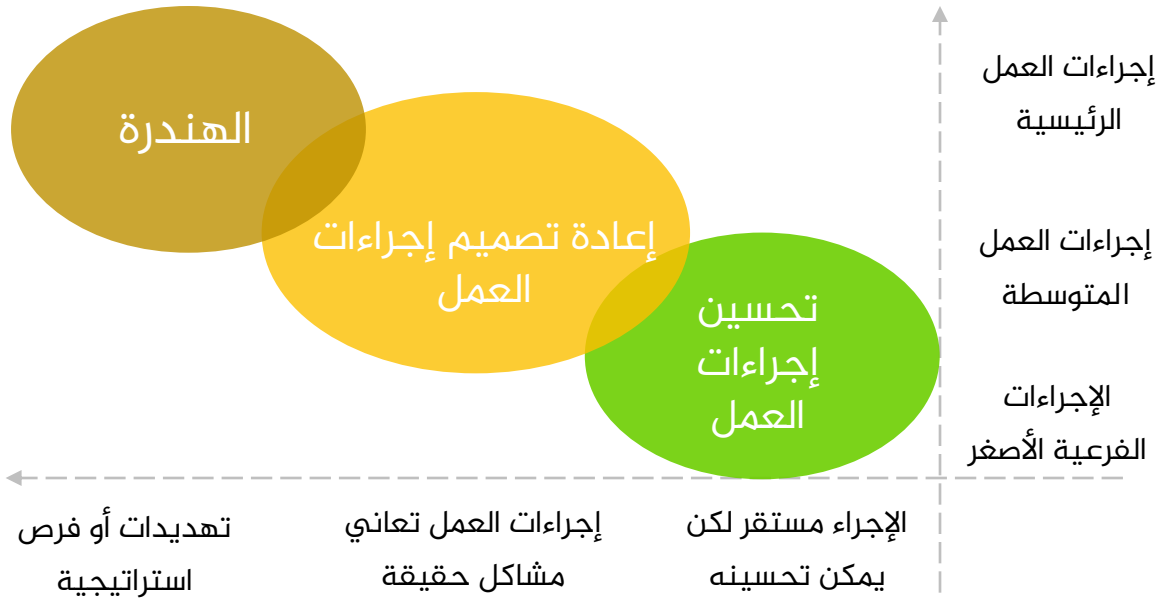 الهندرة
إعادة تصميم إجراءات
العمل
تحسين
إجراءات
العمل
إجراءات العمل
الرئيسية
إجراءات العمل
المتوسطة
الإجراءات
الفرعية الأصغر
الإجراء مستقر لكن
يمكن تحسينه
إجراءات العمل تعاني
مشاكل حقيقة
تهديدات أو فرص
استراتيجية